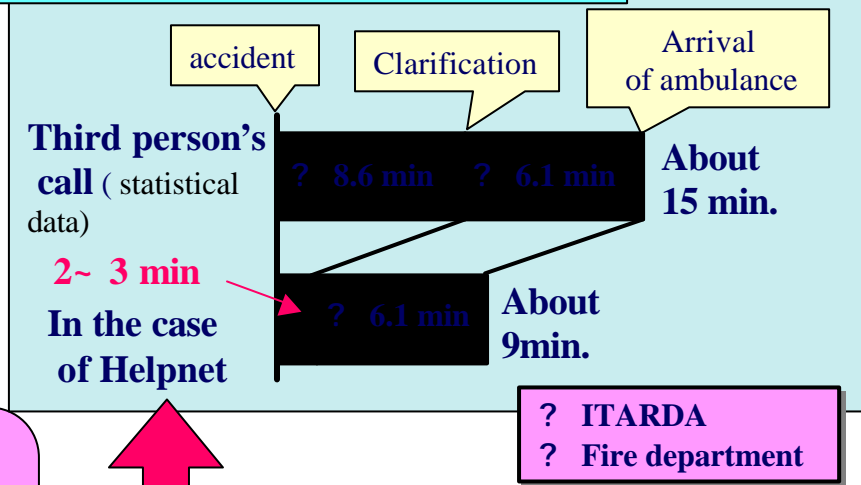 accident
Clarification
Arrival
of ambulance
Third person's
call ( statistical
data)
? 8.6 min ? 6.1 min
About
15 min.
2~ 3 min
? 6.1 min
In the case
of Helpnet
About
9min.
? ITARDA
? Fire department